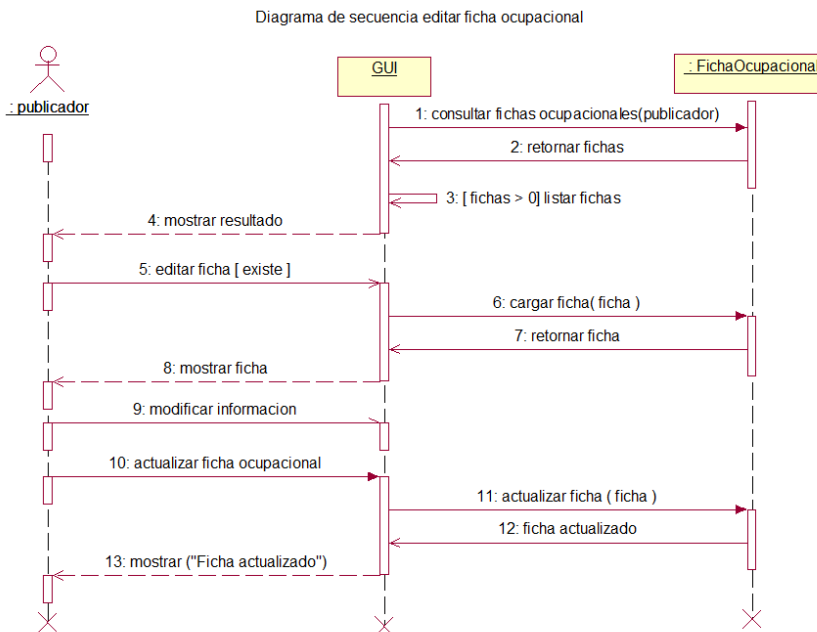 Diagrama de secuencia editar ficha ocupacional
: publicador
GUI
: FichaOcupacional
1: consultar fichas ocupacionales(publicador)
2: retornar fichas
3: [ fichas > 0] listar fichas
4: mostrar resultado
5: editar ficha [ existe ]
6: cargar ficha( ficha )
7: retornar ficha
8: mostrar ficha
9: modificar informacion
10: actualizar ficha ocupacional
11: actualizar ficha ( ficha )
12: ficha actualizado
13: mostrar ("Ficha actualizado")